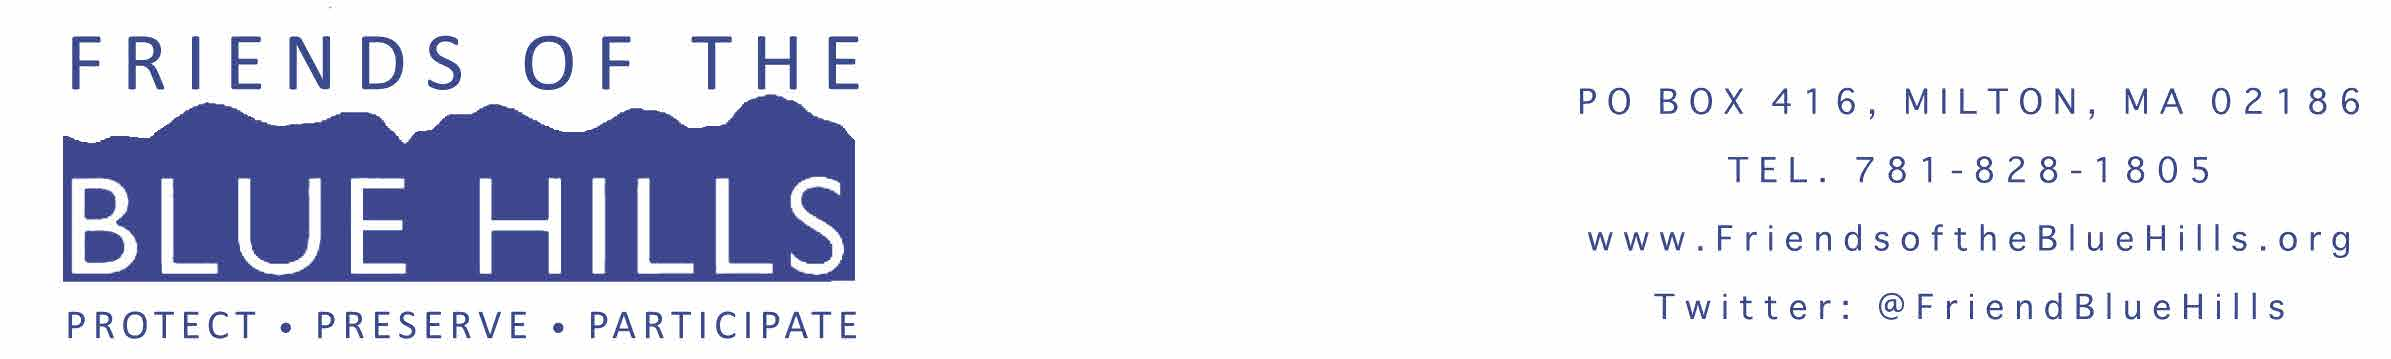 FRIENDS OF THE
BLUE HILLS
PROTECT • PRESERVE • PARTICIPATE
PO BOX 416, MILTON, MA 02186
TEL. 781-828-1805
www.FriendsoftheBlueHills.org
Twitter: @FriendBlueHills